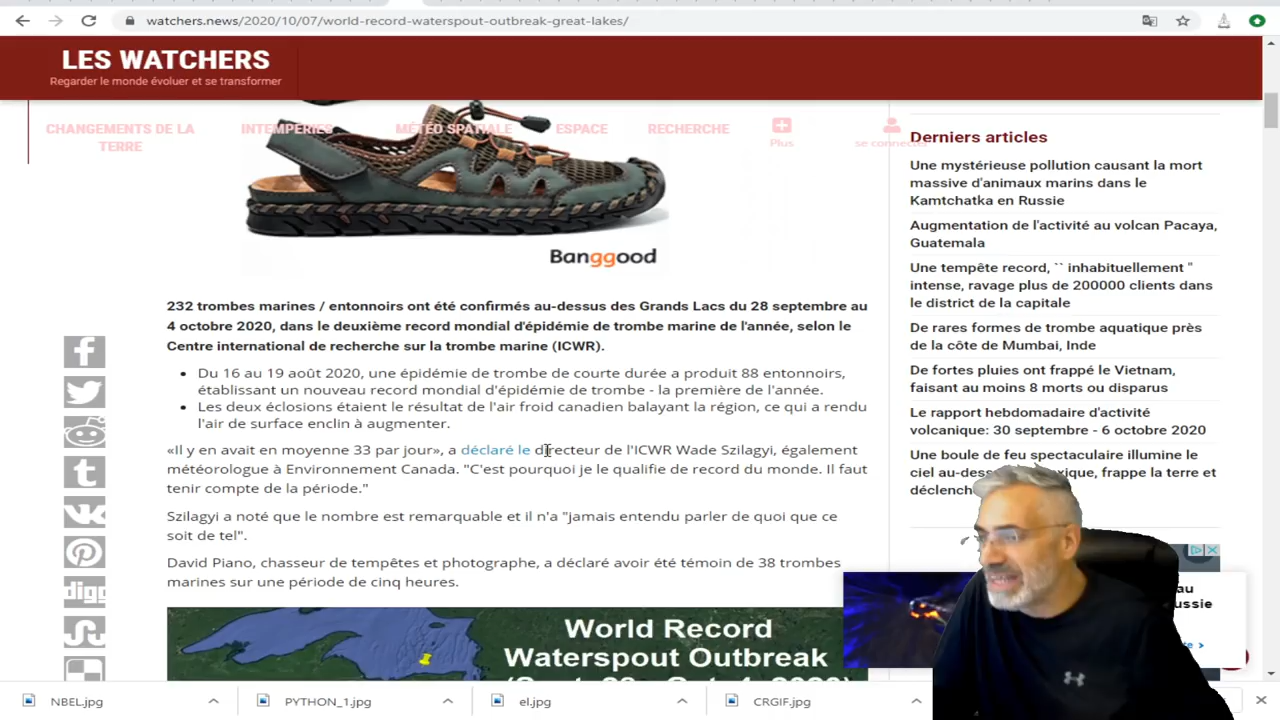 watchers.news/2020/10/07/world-record-waterspout-outbreak-great-lakes/
LES WATCHERS
Regarder le monde évoluer et se transformer
CHANGEMENTS DE LA
TERRE
INTEMPÉRIES
MÉTÉO SPATIALE
ESPACE
RECHERCHE
Plus
se connecter
Banggood
232 trombes marines / entonnoirs ont été confirmés au-dessus des Grands Lacs du 28 septembre au
4 octobre 2020, dans le deuxième record mondial d'épidémie de trombe marine de l'année, selon le
Centre international de recherche sur la trombe marine (ICWR).
Du 16 au 19 août 2020, une épidémie de trombe de courte durée a produit 88 entonnoirs,
établissant un nouveau record mondial d'épidémie de trombe - la première de l'année.
Les deux éclosions étaient le résultat de l'air froid canadien balayant la région, ce qui a rendu
l'air de surface enclin à augmenter.
«Il y en avait en moyenne 33 par jour», a déclaré le directeur de l'ICWR Wade Szilagyi, également
météorologue à Environnement Canada. "C'est pourquoi je le qualifie de record du monde. Il faut
tenir compte de la période."
Szilagyi a noté que le nombre est remarquable et il n'a "jamais entendu parler de quoi que ce
soit de tel".
David Piano, chasseur de tempêtes et photographe, a déclaré avoir été témoin de 38 trombes
marines sur une période de cinq heures.
World Record
Waterspout Outbreak
Derniers articles
Une mystérieuse pollution causant la mort
massive d'animaux marins dans le
Kamtchatka en Russie
Augmentation de l'activité au volcan Pacaya,
Guatemala
Une tempête record, `` inhabituellement ''
intense, ravage plus de 200000 clients dans
le district de la capitale
De rares formes de trombe aquatique près
de la côte de Mumbai, Inde
De fortes pluies ont frappé le Vietnam,
faisant au moins 8 morts ou disparus
Le rapport hebdomadaire d'activité
volcanique: 30 septembre - 6 octobre 2020
Une boule de feu spectaculaire illumine le
ciel au-dess
xique, frappe la terre et
déclench
au
ussie
digg
NBEL.jpg
PYTHON_1.jpg
el.jpg
CRGIF.jpg